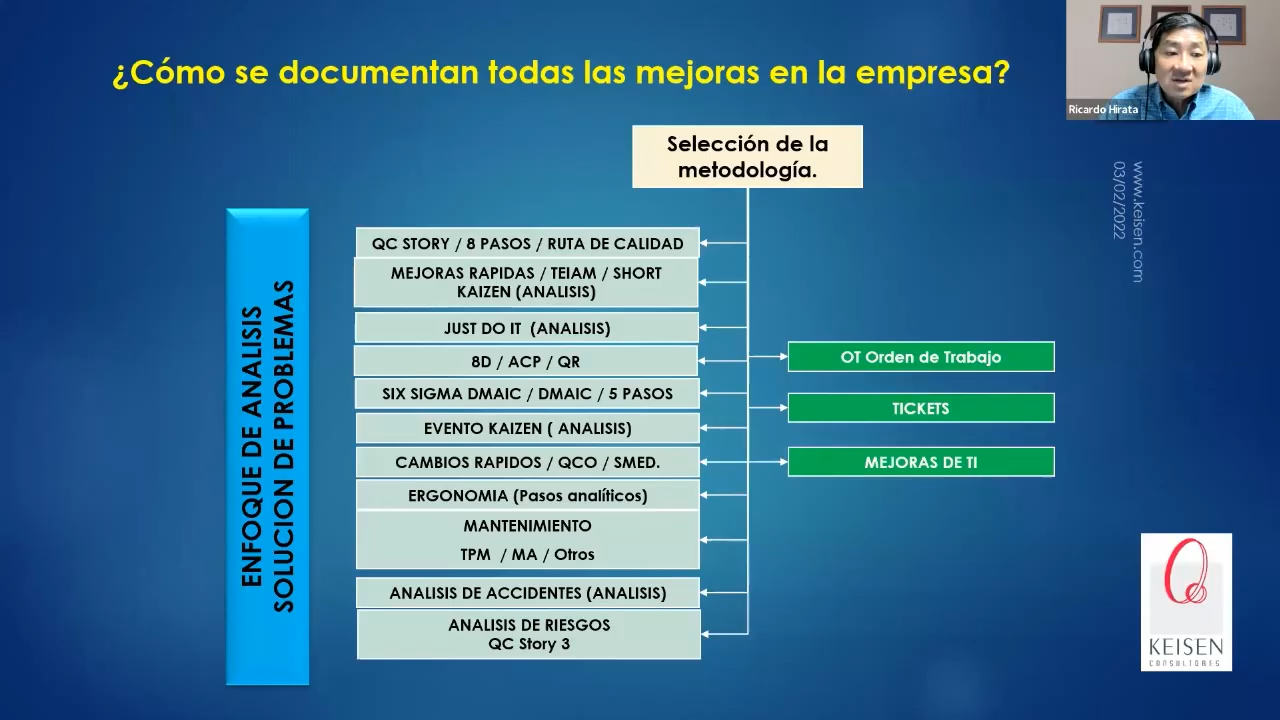 ¿Cómo se documentan todas las mejoras en la empresa?
Ricardo Hirata
Selección de la
metodología.
www.keisen.com
03/02/2022
ENFOQUE DE ANALISIS
SOLUCION DE PROBLEMAS
QC STORY / 8 PASOS / RUTA DE CALIDAD
MEJORAS RAPIDAS / TEIAM / SHORT
KAIZEN (ANALISIS)
JUST DO IT (ANALISIS)
8D / ACP / QR
SIX SIGMA DMAIC / DMAIC / 5 PASOS
EVENTO KAIZEN ( ANALISIS)
CAMBIOS RAPIDOS / QCO / SMED.
ERGONOMIA (Pasos analíticos)
MANTENIMIENTO
TPM / MA / Otros
ANALISIS DE ACCIDENTES (ANALISIS)
ANALISIS DE RIESGOS
QC Story 3
OT Orden de Trabajo
TICKETS
MEJORAS DE TI
KEISEN
CONSULTORES